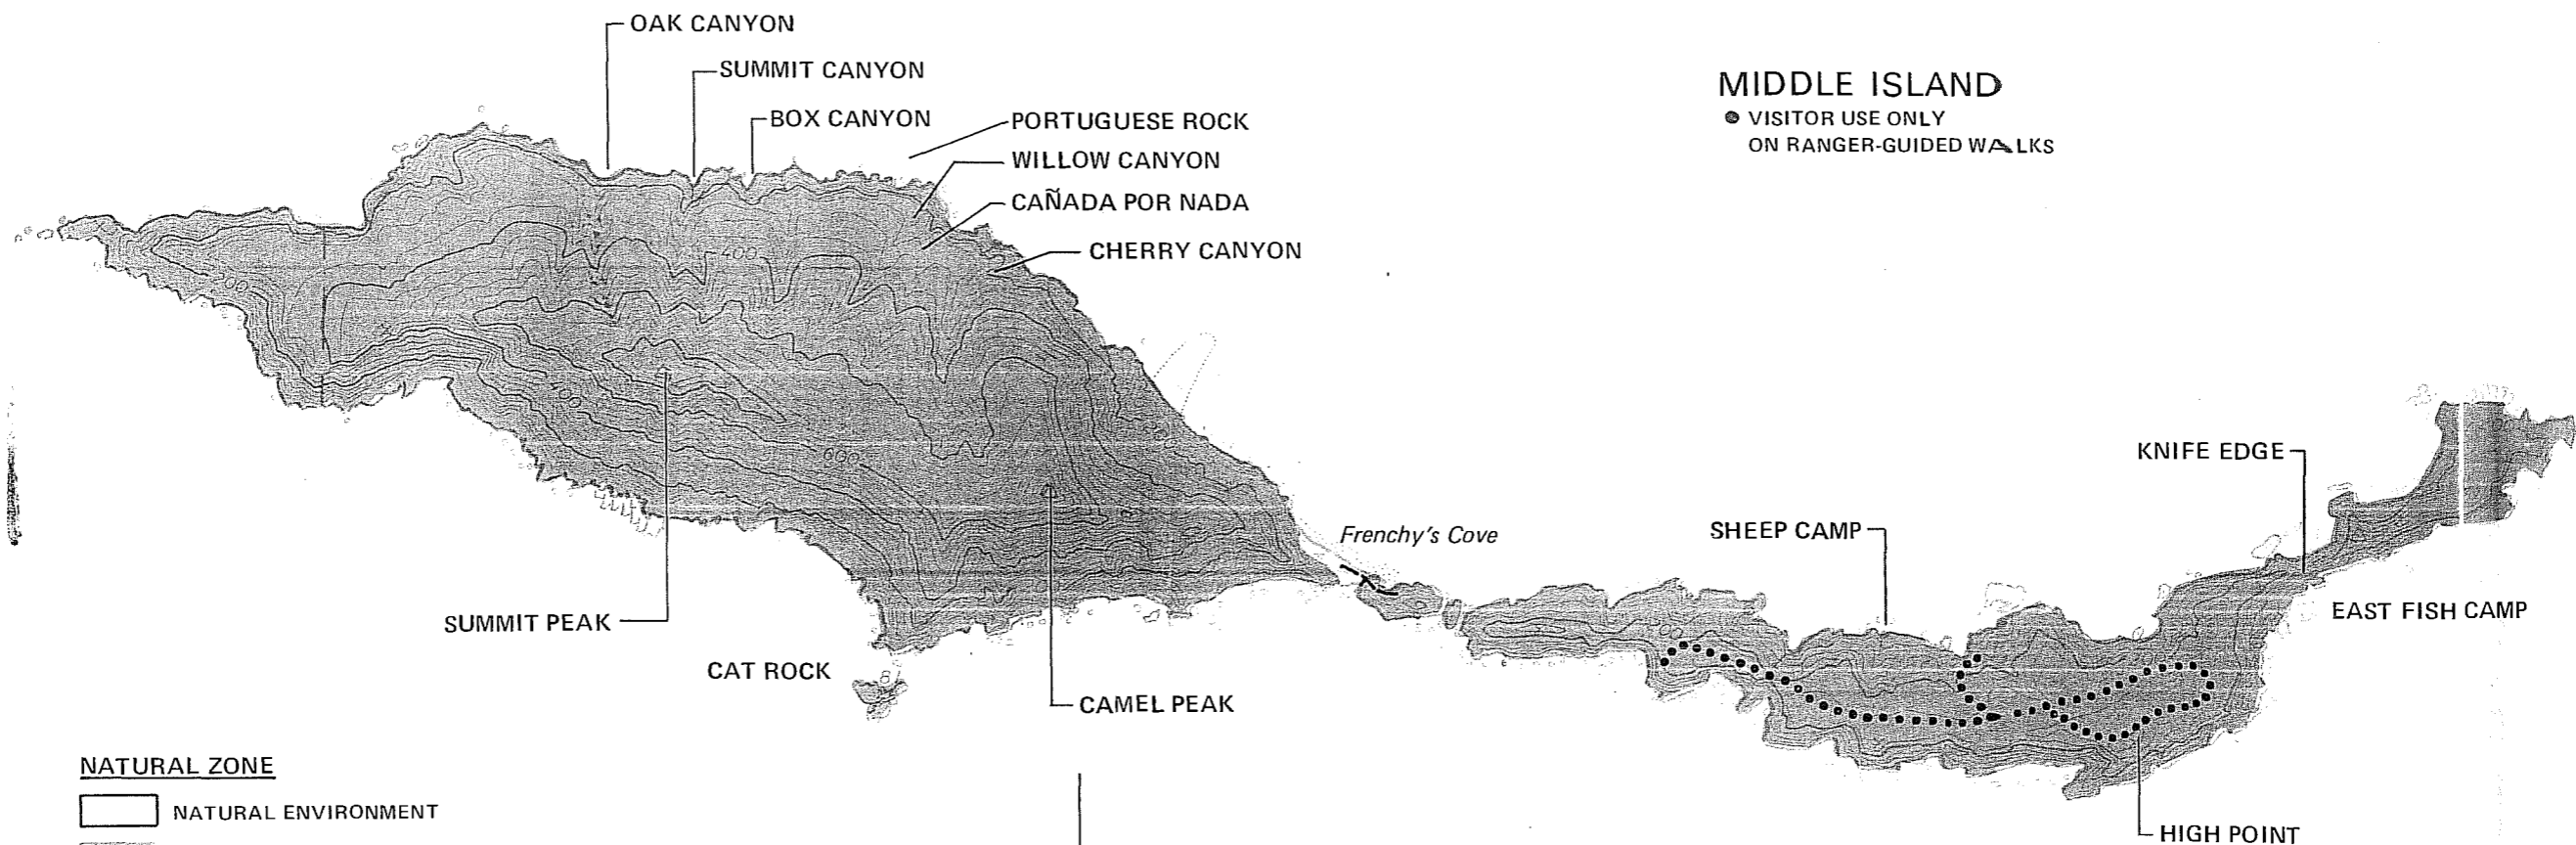 OAK CANYON
SUMMIT CANYON
BOX CANYON
PORTUGUESE ROCK
WILLOW CANYON
CAÑADA POR NADA
CHERRY CANYON
MIDDLE ISLAND
VISITOR USE ONLY
ON RANGER-GUIDED WALKS
400
200
400
600
KNIFE EDGE
Frenchy's Cove
SHEEP CAMP
EAST FISH CAMP
SUMMIT PEAK
200
CAT ROCK
CAMEL PEAK
NATURAL ZONE
NATURAL ENVIRONMENT
HIGH POINT